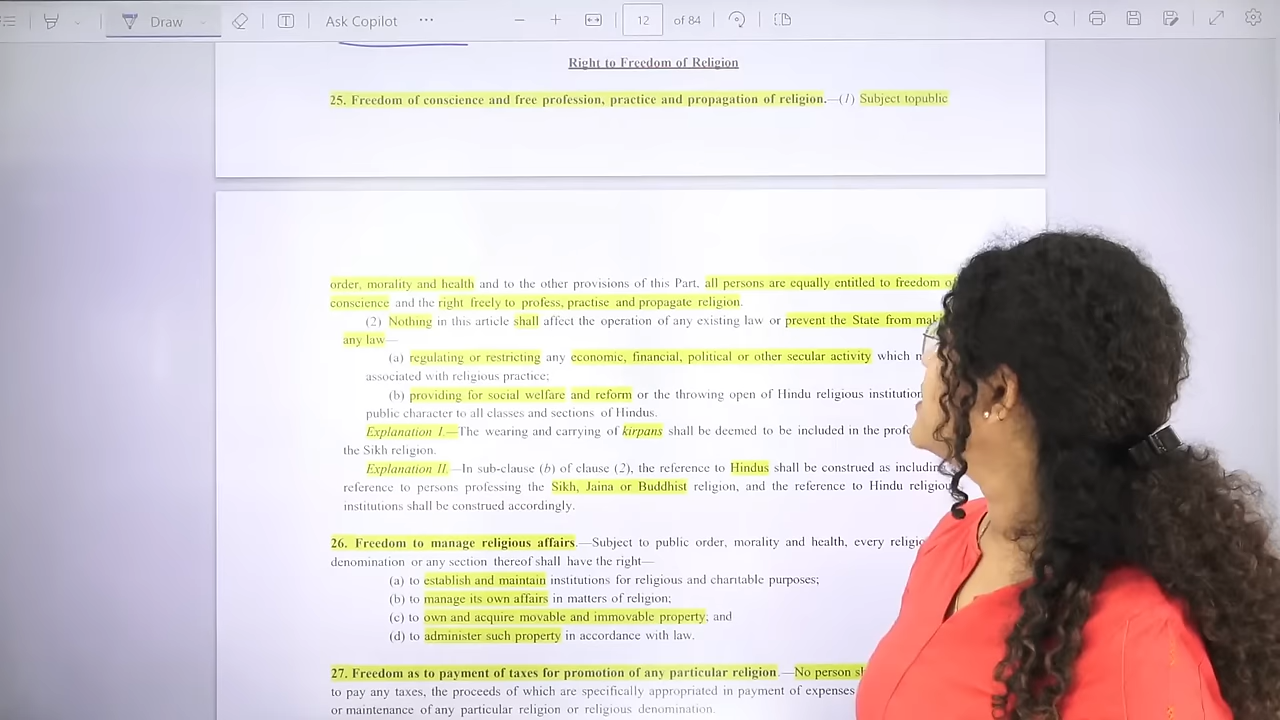 Draw
Ask Copilot
12 of 84
Right to Freedom of Religion
25. Freedom of conscience and free profession, practice and propagation of religion.—(1) Subject topublic
order, morality and health and to the other provisions of this Part, all persons are equally entitled to freedom of
conscience and the right freely to profess, practise and propagate religion.
(2) Nothing in this article shall affect the operation of any existing law or prevent the State from
any law—
(a) regulating or restricting any economic, financial, political or other secular activity which
associated with religious practice;
(b) providing for social welfare and reform or the throwing open of Hindu religious
public character to all classes and sections of Hindus.
Explanation I.—The wearing and carrying of kirpans shall be deemed to be included in the
the Sikh religion.
Explanation II.—In sub-clause (b) of clause (2), the reference to Hindus shall be construed as
reference to persons professing the Sikh, Jaina or Buddhist religion, and the reference to Hindu
institutions shall be construed accordingly.
26. Freedom to manage religious affairs.—Subject to public order, morality and health, every
denomination or any section thereof shall have the right—
(a) to establish and maintain institutions for religious and charitable purposes;
(b) to manage its own affairs in matters of religion;
(c) to own and acquire movable and immovable property; and
(d) to administer such property in accordance with law.
27. Freedom as to payment of taxes for promotion of any particular religion.—No person
to pay any taxes, the proceeds of which are specifically appropriated in payment of expenses
or maintenance of any particular religion or religious denomination.